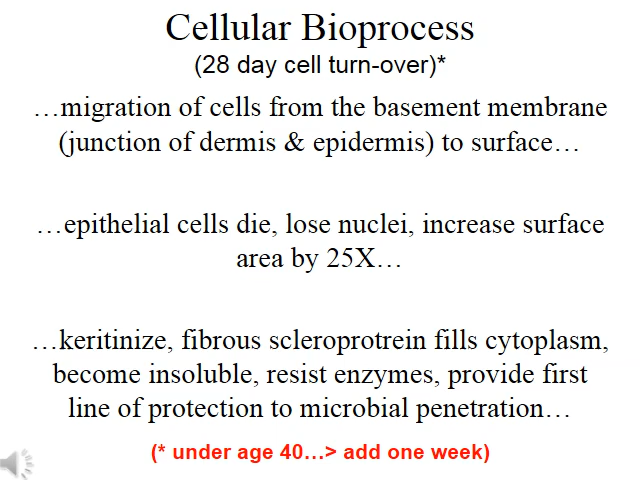 Cellular Bioprocess
(28 day cell turn-over)*
…migration of cells from the basement membrane
(junction of dermis & epidermis) to surface…
…epithelial cells die, lose nuclei, increase surface
area by 25X…
…keritinize, fibrous scleroprotrein fills cytoplasm,
become insoluble, resist enzymes, provide first
line of protection to microbial penetration…
(* under age 40…> add one week)